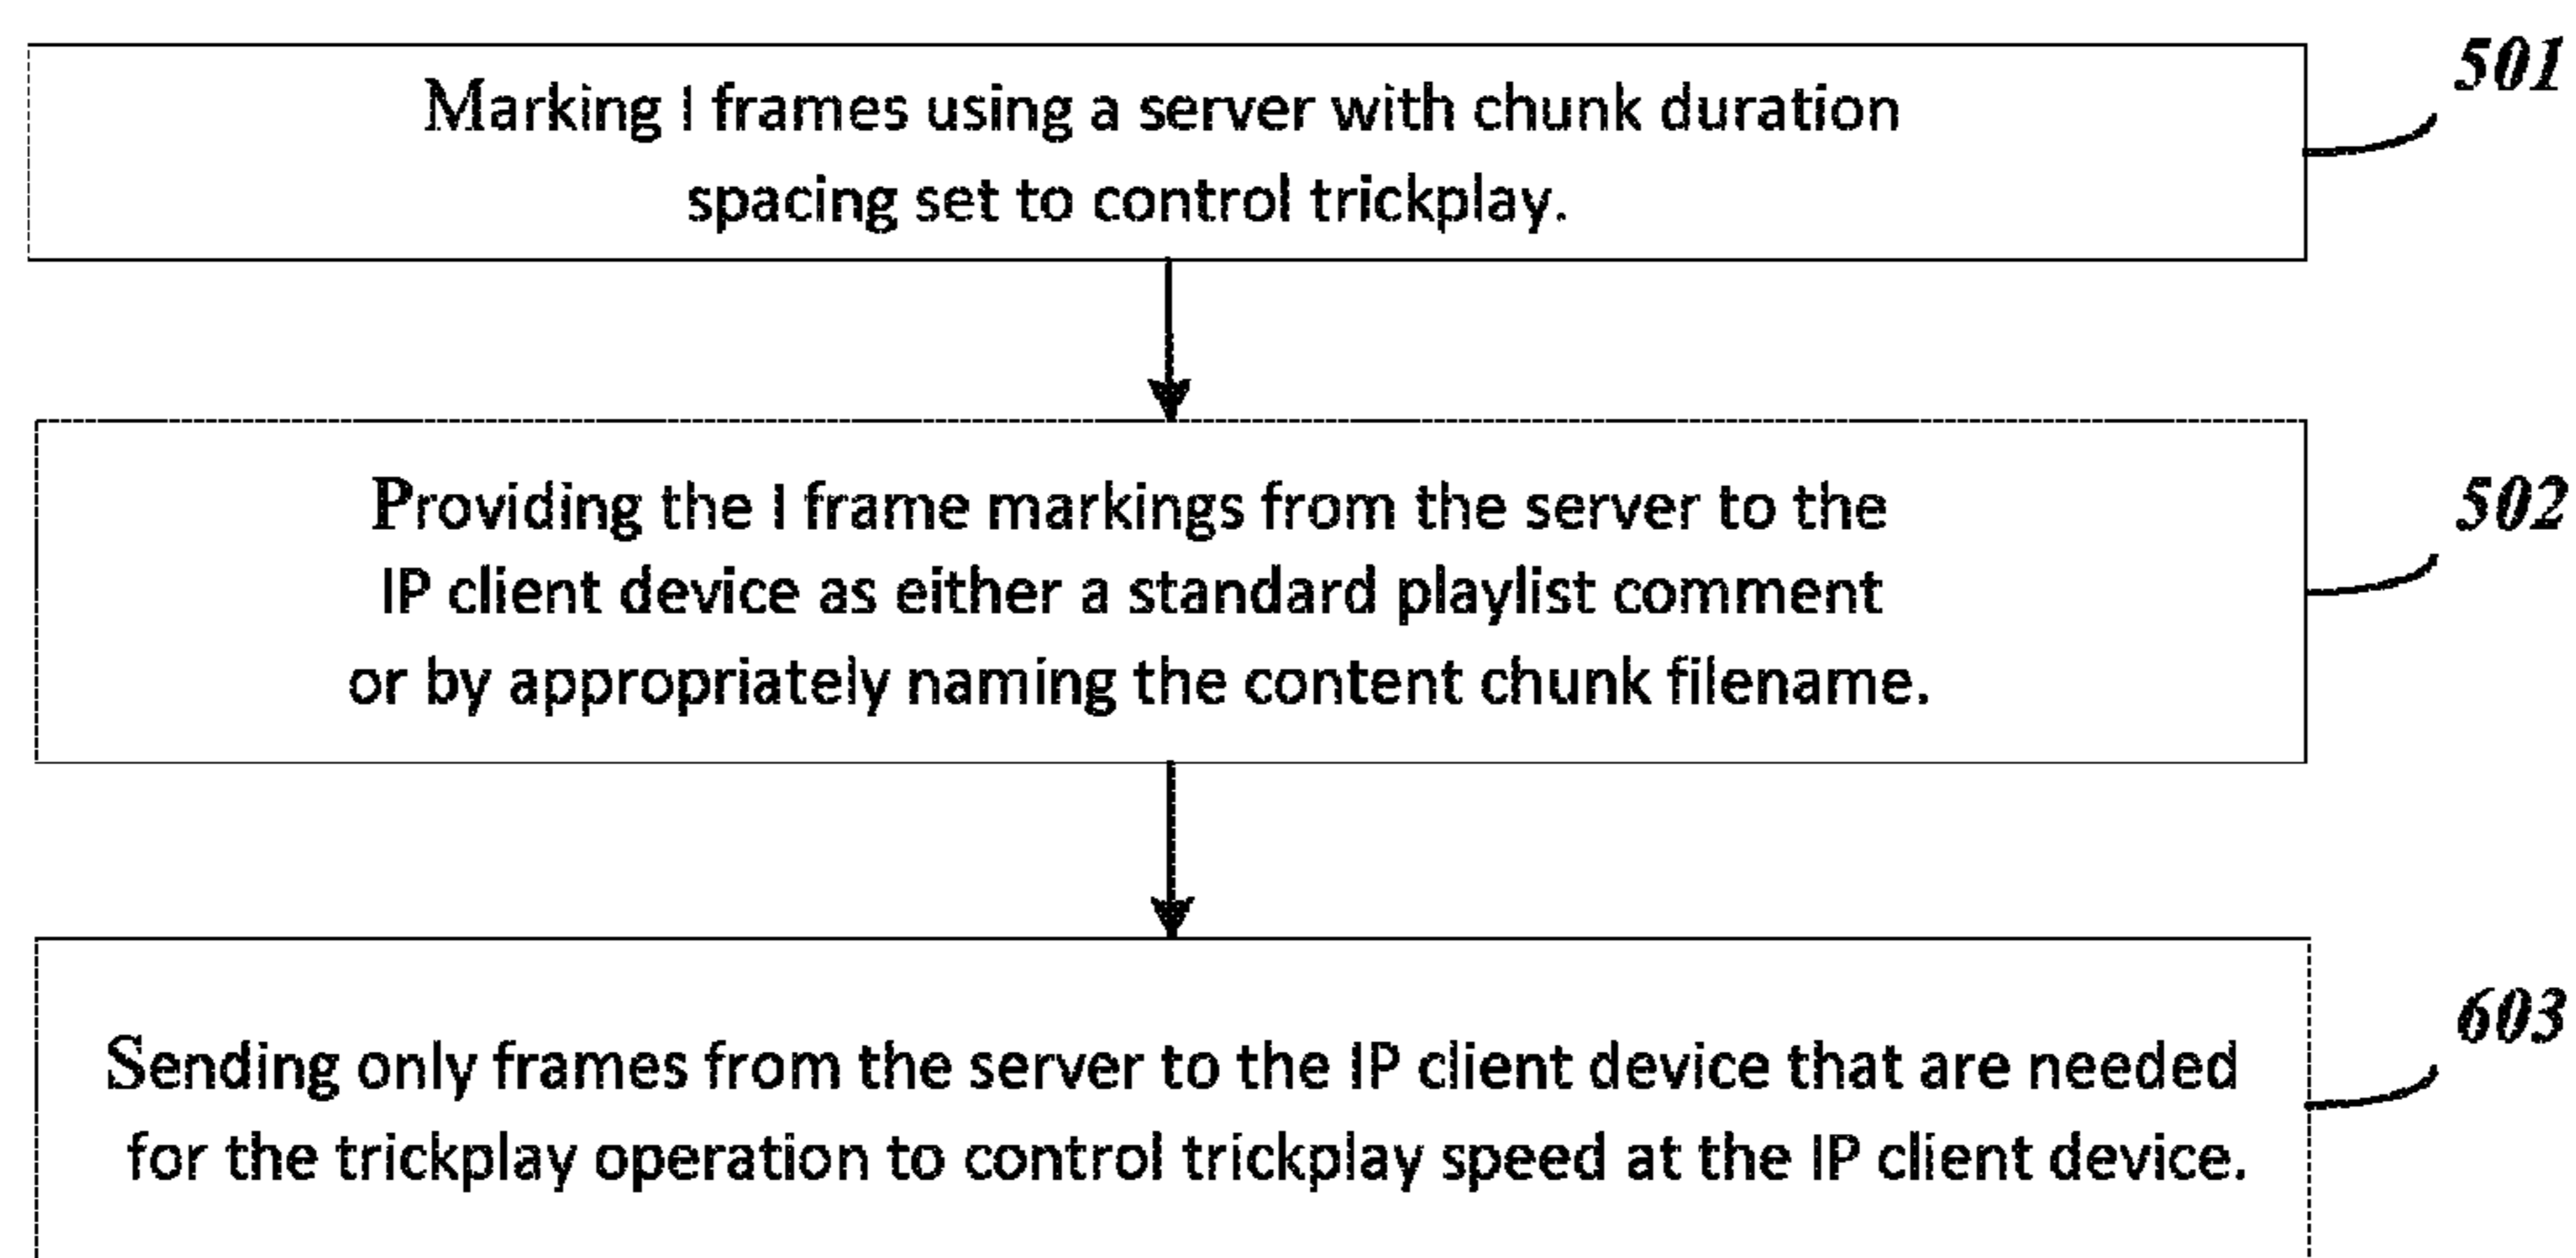 Marking I frames using a server with chunk duration
spacing set to control trickplay.
501
Providing the I frame markings from the server to the
IP client device as either a standard playlist comment
or by appropriately naming the content chunk filename.
502
Sending only frames from the server to the IP client device that are needed
for the trickplay operation to control trickplay speed at the IP client device.
603